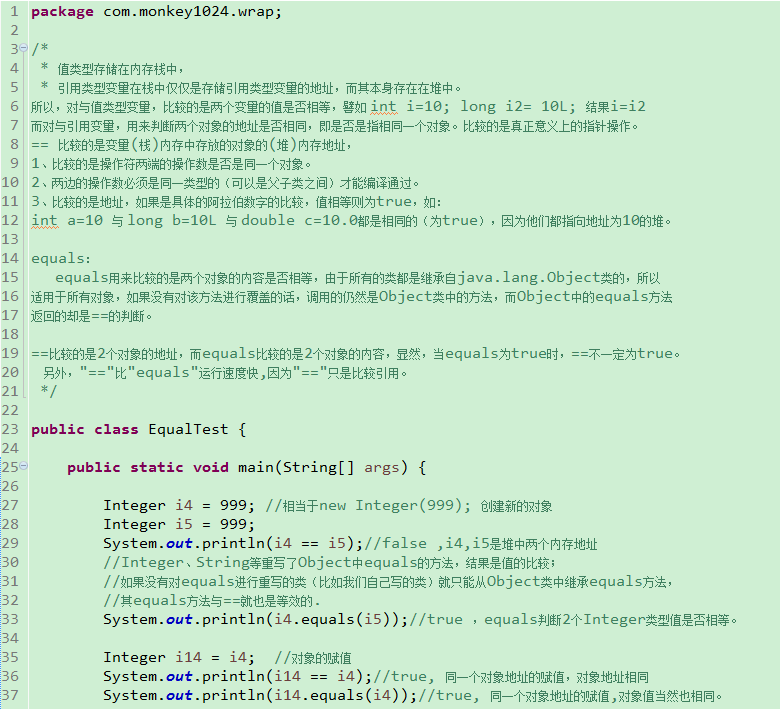 1 package com.monkey1024.wrap;
2
3 /*
4  * 值类型存储在内存栈中，
5  * 引用类型变量在栈中仅仅是存储引用类型变量的地址，而其本身存在在堆中。
6 所以，对与值类型变量，比较的是两个变量的值是否相等，譬如 int i=10; long i2= 10L; 结果i=i2
7 而对与引用变量，用来判断两个对象的地址是否相同，即是否是指相同一个对象。比较的是真正意义上的指针操作。
8 == 比较的是变量(栈)内存中存放的对象的(堆)内存地址，
9 1、比较的是操作符两端的操作数是否是同一个对象。
10 2、两边的操作数必须是同一类型的（可以是父子类之间）才能编译通过。
11 3、比较的是地址，如果是具体的阿拉伯数字的比较，值相等则为true，如：
12 int a=10 与 long b=10L 与 double c=10.0都是相同的（为true），因为他们都指向地址为10的堆。
13
14 equals：
15    equals用来比较的是两个对象的内容是否相等，由于所有的类都是继承自java.lang.Object类的，所以
16 适用于所有对象，如果没有对该方法进行覆盖的话，调用的仍然是Object类中的方法，而Object中的equals方法
17 返回的却是==的判断。
18
19 ==比较的是2个对象的地址，而equals比较的是2个对象的内容，显然，当equals为true时，==不一定为true。
20  另外，"=="比"equals"运行速度快,因为"=="只是比较引用。
21  */
22
23 public class EqualTest {
24
25     public static void main(String[] args) {
26
27         Integer i4 = 999; //相当于new Integer(999); 创建新的对象
28         Integer i5 = 999;
29         System.out.println(i4 == i5);//false ,i4,i5是堆中两个内存地址
30         //Integer、String等重写了Object中equals的方法，结果是值的比较；
31         //如果没有对equals进行重写的类（比如我们自己写的类）就只能从Object类中继承equals方法，
32         //其equals方法与==就也是等效的.
33         System.out.println(i4.equals(i5));//true ，equals判断2个Integer类型值是否相等。
34
35         Integer i14 = i4;  //对象的赋值
36         System.out.println(i14 == i4);//true, 同一个对象地址的赋值，对象地址相同
37         System.out.println(i14.equals(i4));//true, 同一个对象地址的赋值,对象值当然也相同。